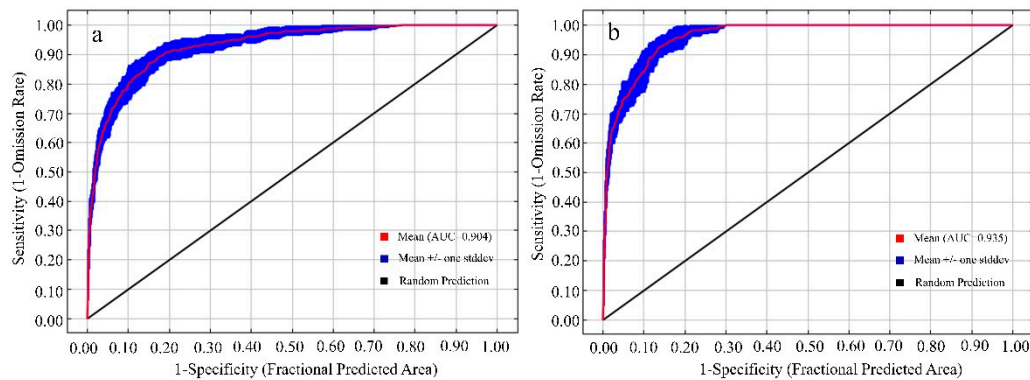 a
Sensitivity (1-Omission Rate)
1.00
0.90
0.80
0.70
0.60
0.50
0.40
0.30
0.20
0.10
0.00
Mean (AUC=0.904)
Mean +/- one stddev
Random Prediction
0.00 0.10 0.20 0.30 0.40 0.50 0.60 0.70 0.80 0.90 1.00
1-Specificity (Fractional Predicted Area)
b
Sensitivity (1-Omission Rate)
1.00
0.90
0.80
0.70
0.60
0.50
0.40
0.30
0.20
0.10
0.00
Mean (AUC=0.935)
Mean +/- one stddev
Random Prediction
0.00 0.10 0.20 0.30 0.40 0.50 0.60 0.70 0.80 0.90 1.00
1-Specificity (Fractional Predicted Area)